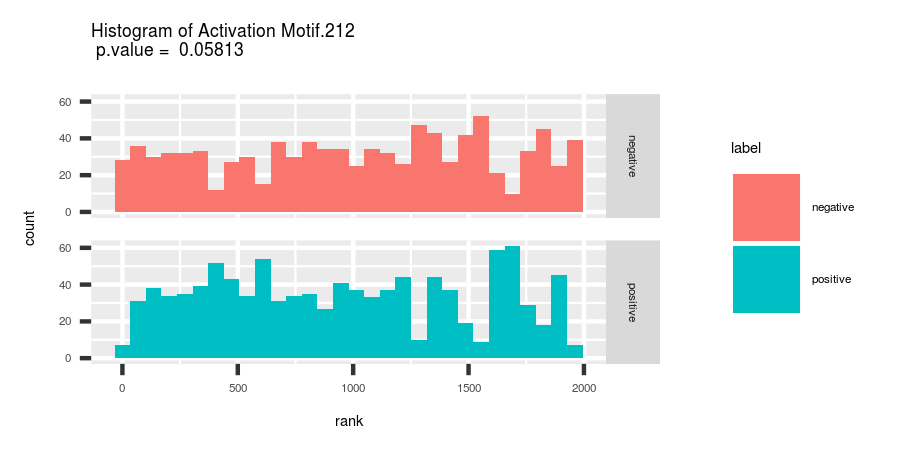 Histogram of Activation Motif.212
p.value = 0.05813
60
40
20
0
negative
60
40
20
0
positive
0 500 1000 1500 2000
rank
count
label
negative
positive